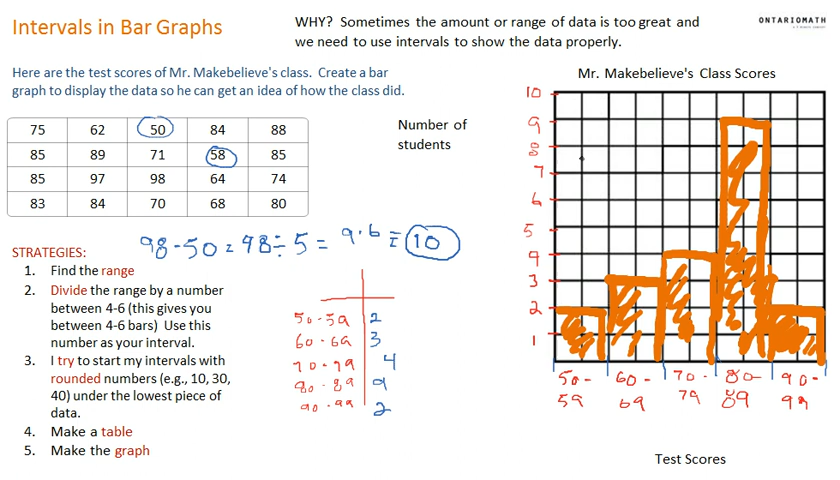 Intervals in Bar Graphs
WHY? Sometimes the amount or range of data is too great and
we need to use intervals to show the data properly.
ONTARIOMATH
Here are the test scores of Mr. Makebelieve's class. Create a bar
graph to display the data so he can get an idea of how the class did.
75 62 50 84 88
85 89 71 58 85
85 97 98 64 74
83 84 70 68 80
98-50=48÷5=9.6=10
STRATEGIES:
1. Find the range
2. Divide the range by a number
between 4-6 (this gives you
between 4-6 bars) Use this
number as your interval.
3. I try to start my intervals with
rounded numbers (e.g., 10, 30,
40) under the lowest piece of
data.
4. Make a table
5. Make the graph
50-59 2
60-69 3
70-79 4
80-89 9
90-99 2
Mr. Makebelieve's Class Scores
Number of
students
10
9
8
7
6
5
4
3
2
1
50- 60- 70- 80- 90-
59 69 79 89 99
Test Scores